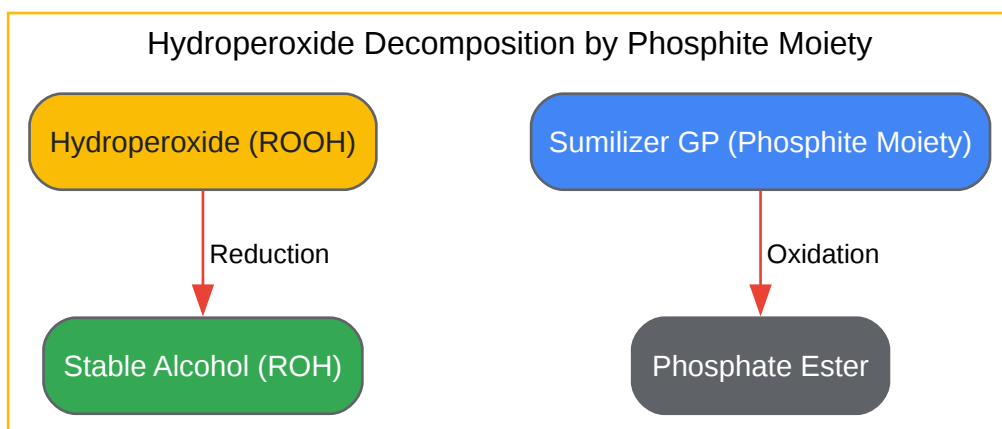 Hydroperoxide Decomposition by Phosphite Moiety
Hydroperoxide (ROOH)
Sumilizer GP (Phosphite Moiety)
Reduction
Oxidation
Stable Alcohol (ROH)
Phosphate Ester